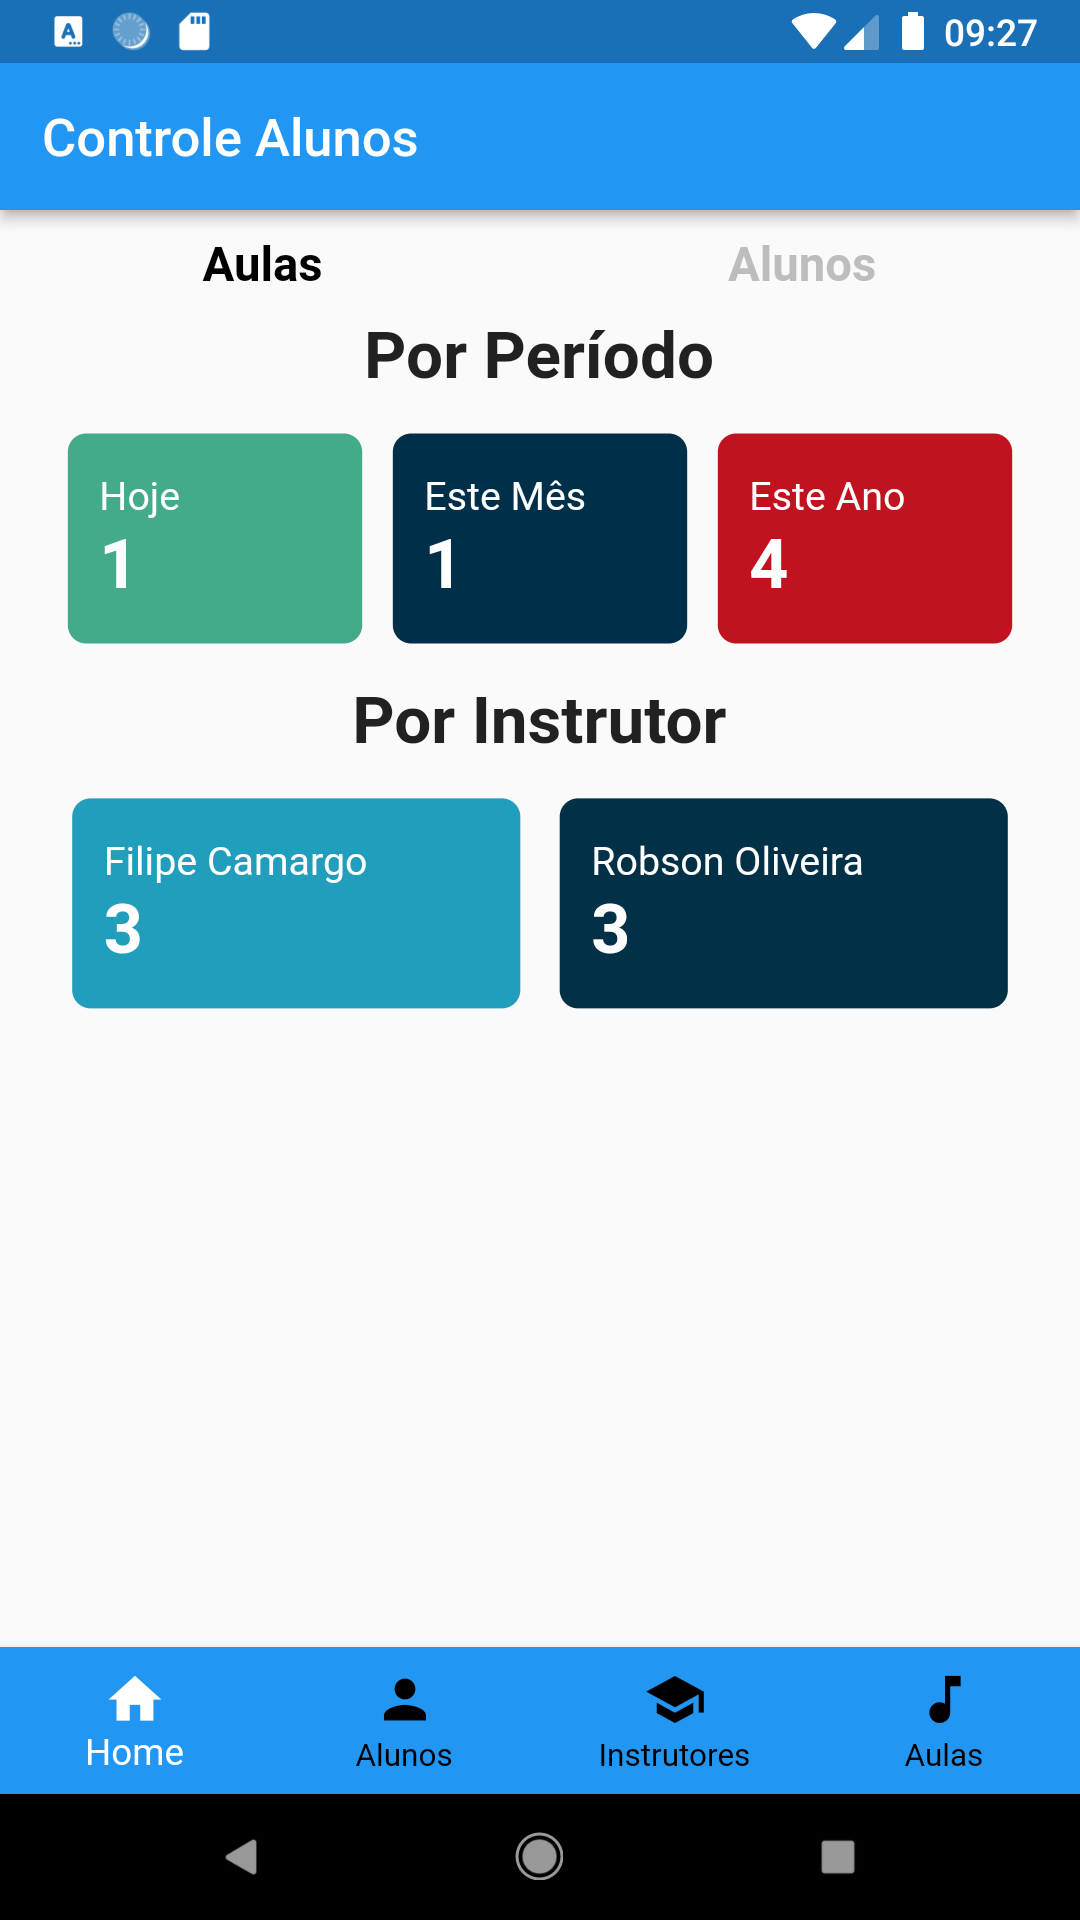 09:27
Controle Alunos
Aulas Alunos
Por Período
Hoje Este Mês Este Ano
1 1 4
Por Instrutor
Filipe Camargo Robson Oliveira
3 3
Home Alunos Instrutores Aulas